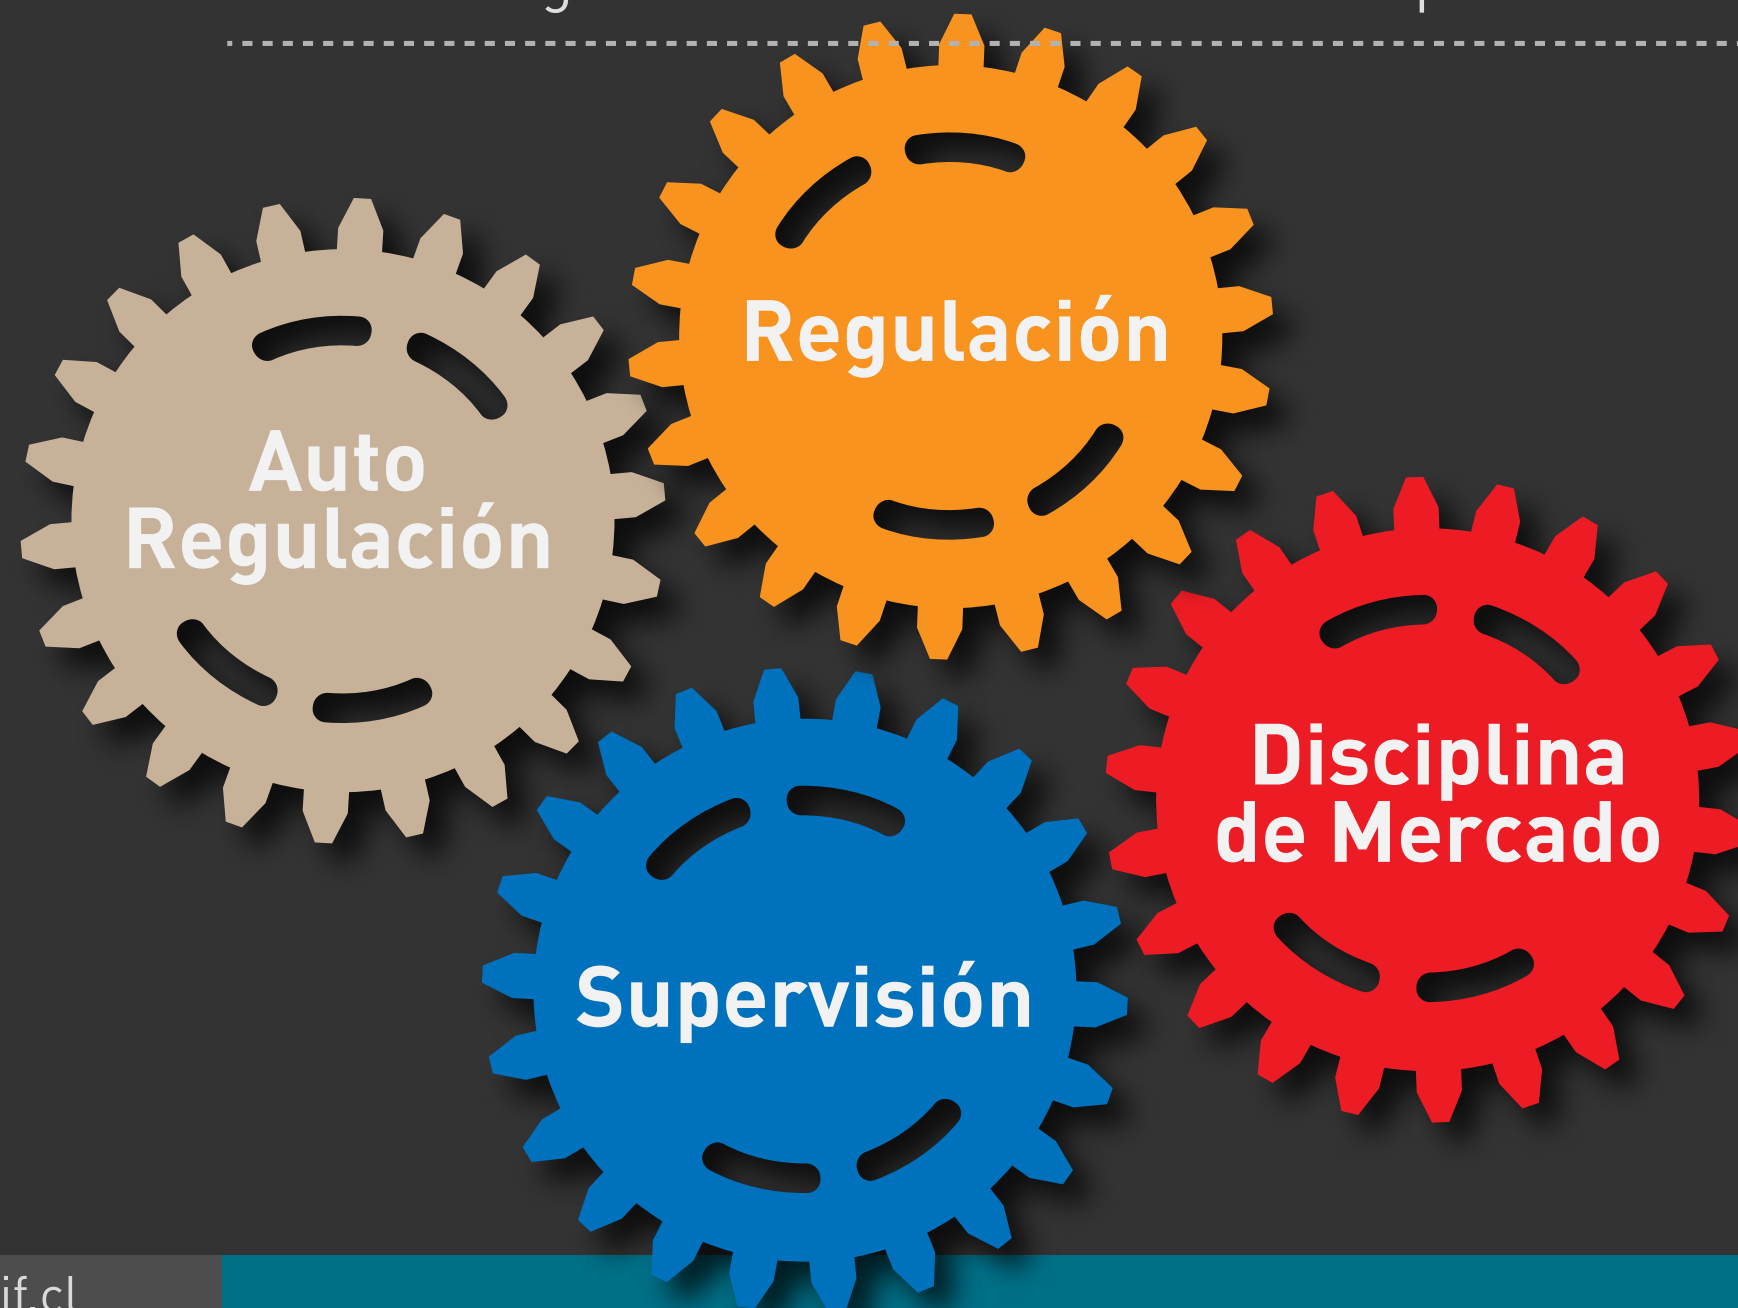 Regulación
Auto
Regulación
Disciplina
de Mercado
Supervisión
if.cl